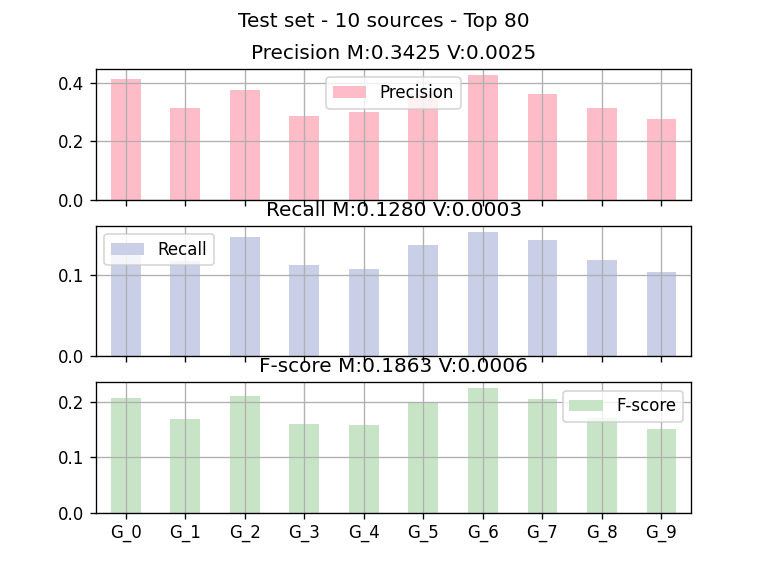 Test set - 10 sources - Top 80
Precision M:0.3425 V:0.0025
0.4
0.2
0.0
Precision
Recall M:0.1280 V:0.0003
0.1
0.0
Recall
F-score M:0.1863 V:0.0006
0.2
0.1
0.0
F-score
G_0 G_1 G_2 G_3 G_4 G_5 G_6 G_7 G_8 G_9